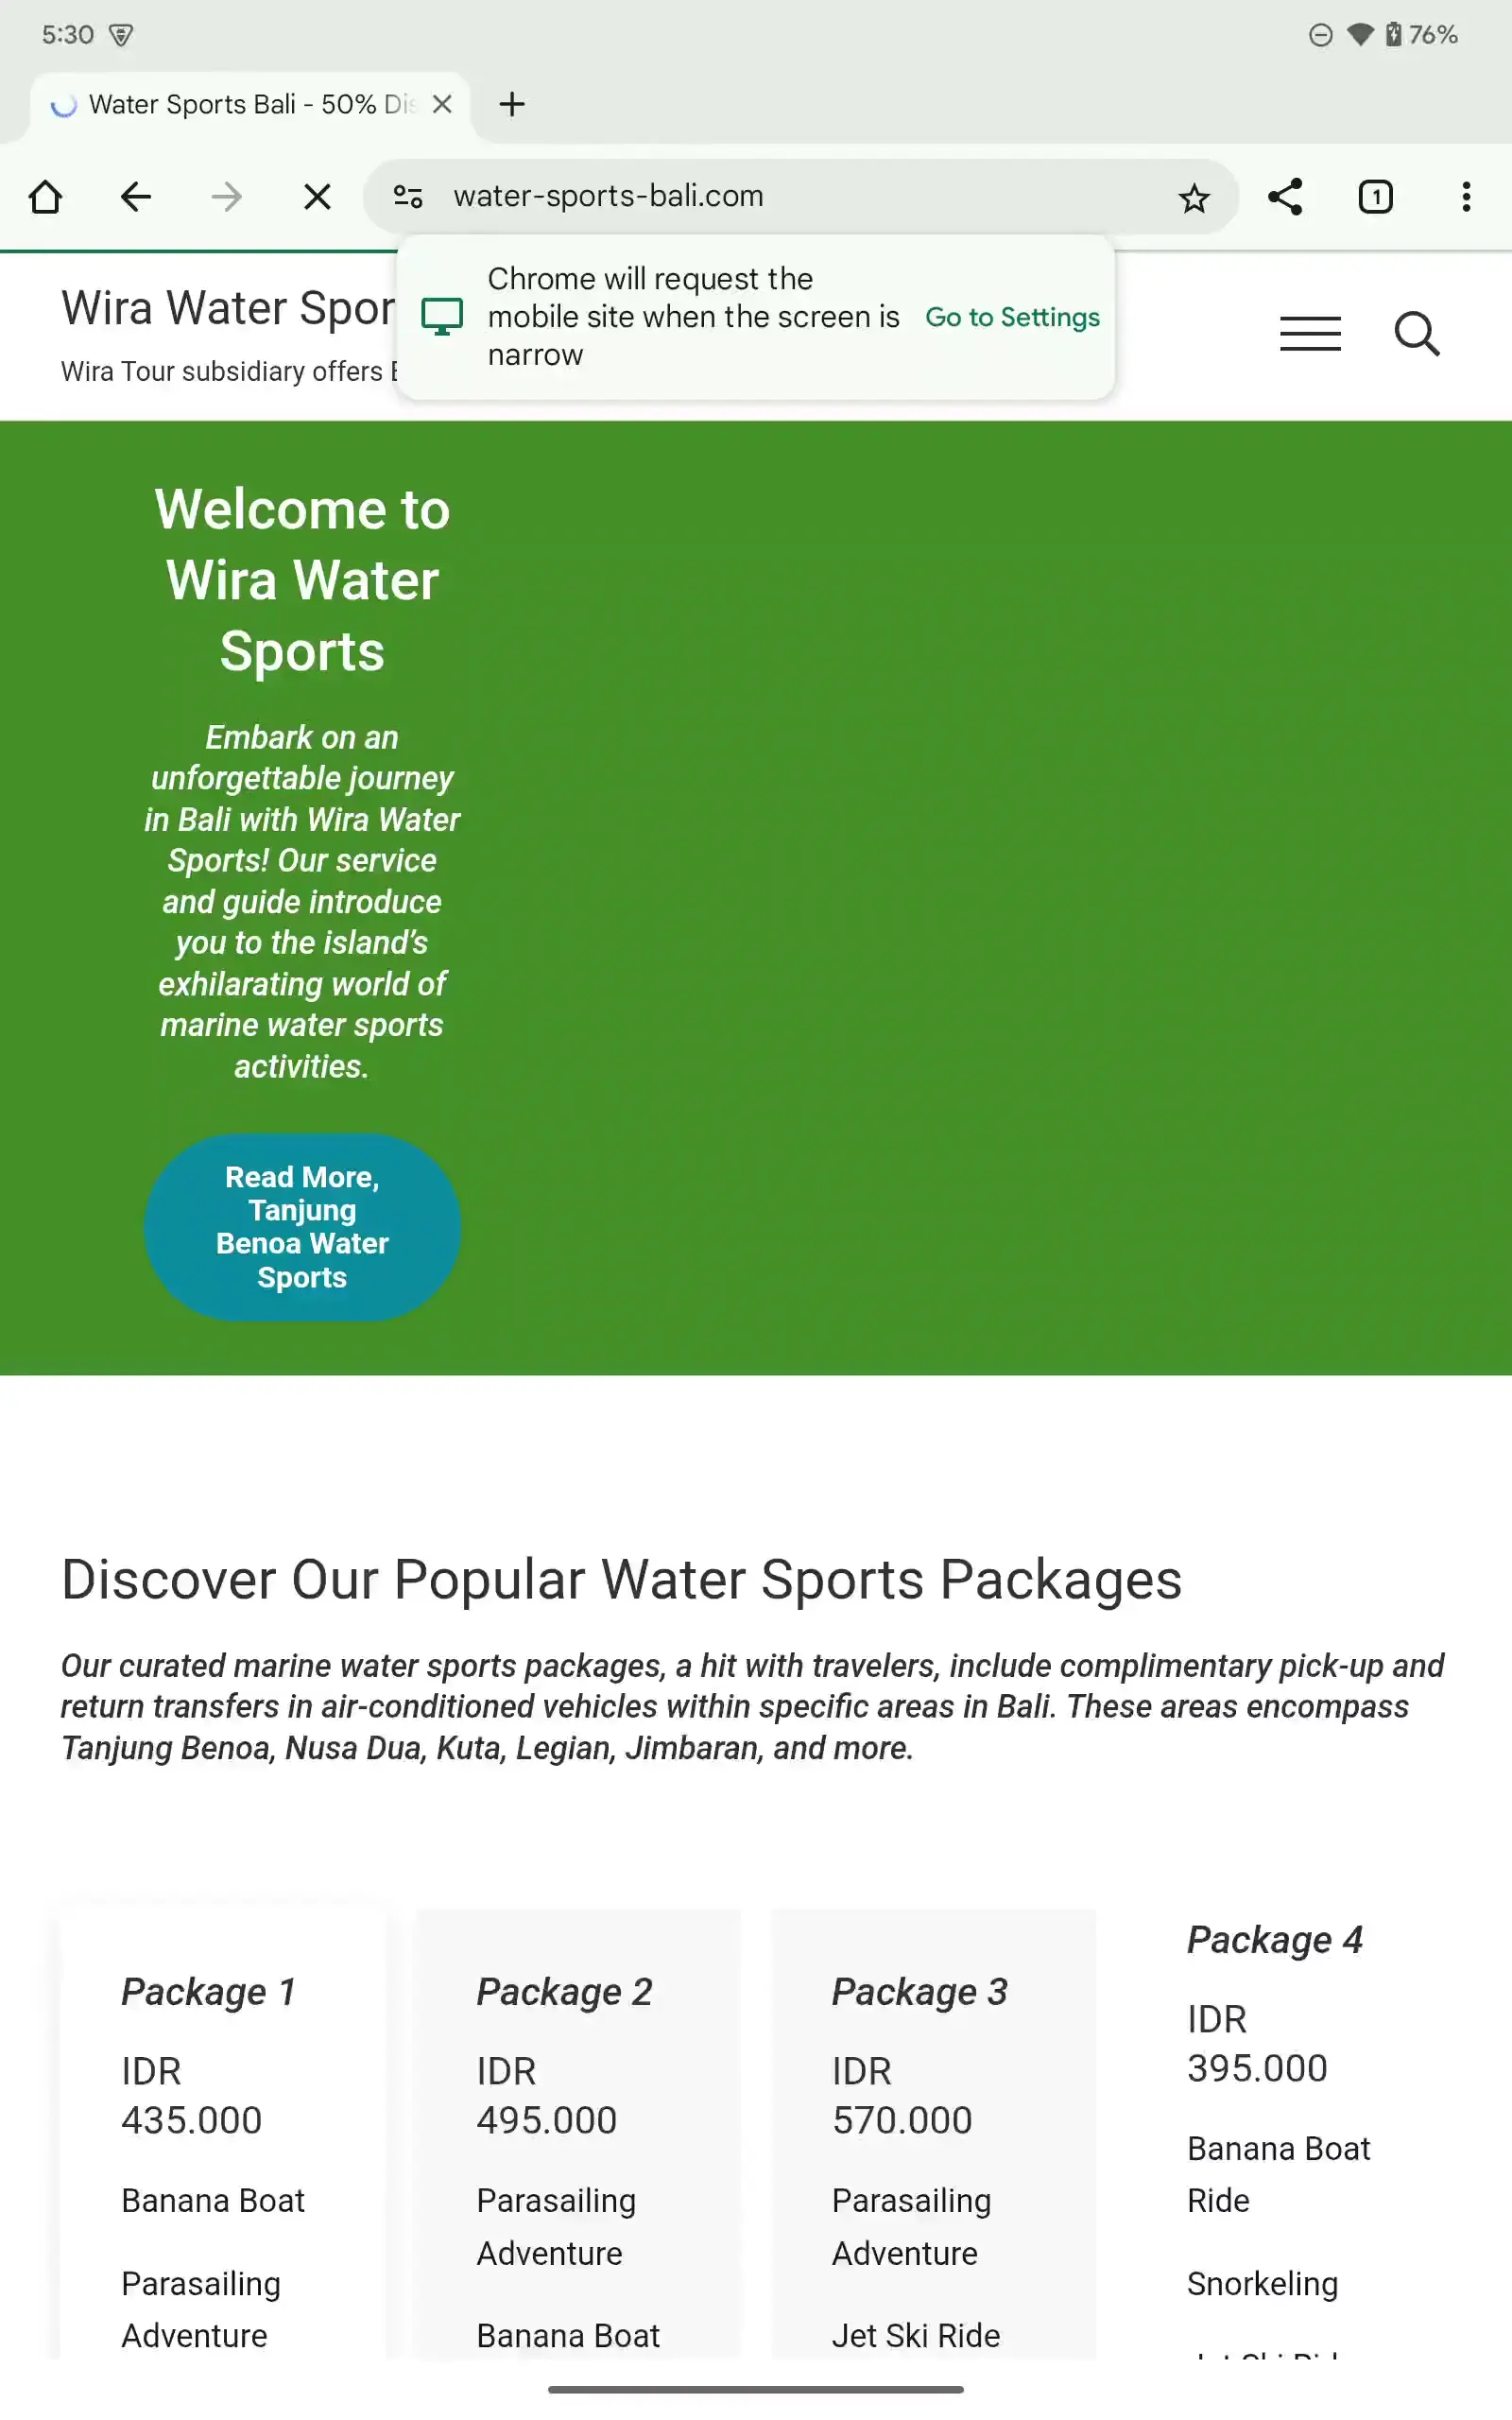 5:30
76%
Water Sports Bali - 50% Dis
water-sports-bali.com
1
Chrome will request the
mobile site when the screen is
narrow
Go to Settings
Wira Water Spor
Wira Tour subsidiary offers
Welcome to
Wira Water
Sports
Embark on an
unforgettable journey
in Bali with Wira Water
Sports! Our service
and guide introduce
you to the island’s
exhilarating world of
marine water sports
activities.
Read More,
Tanjung
Benoa Water
Sports
Discover Our Popular Water Sports Packages
Our curated marine water sports packages, a hit with travelers, include complimentary pick-up and
return transfers in air-conditioned vehicles within specific areas in Bali. These areas encompass
Tanjung Benoa, Nusa Dua, Kuta, Legian, Jimbaran, and more.
Package 1
IDR
435.000
Banana Boat
Parasailing
Adventure
Package 2
IDR
495.000
Parasailing
Adventure
Banana Boat
Package 3
IDR
570.000
Parasailing
Adventure
Jet Ski Ride
Package 4
IDR
395.000
Banana Boat
Ride
Snorkeling